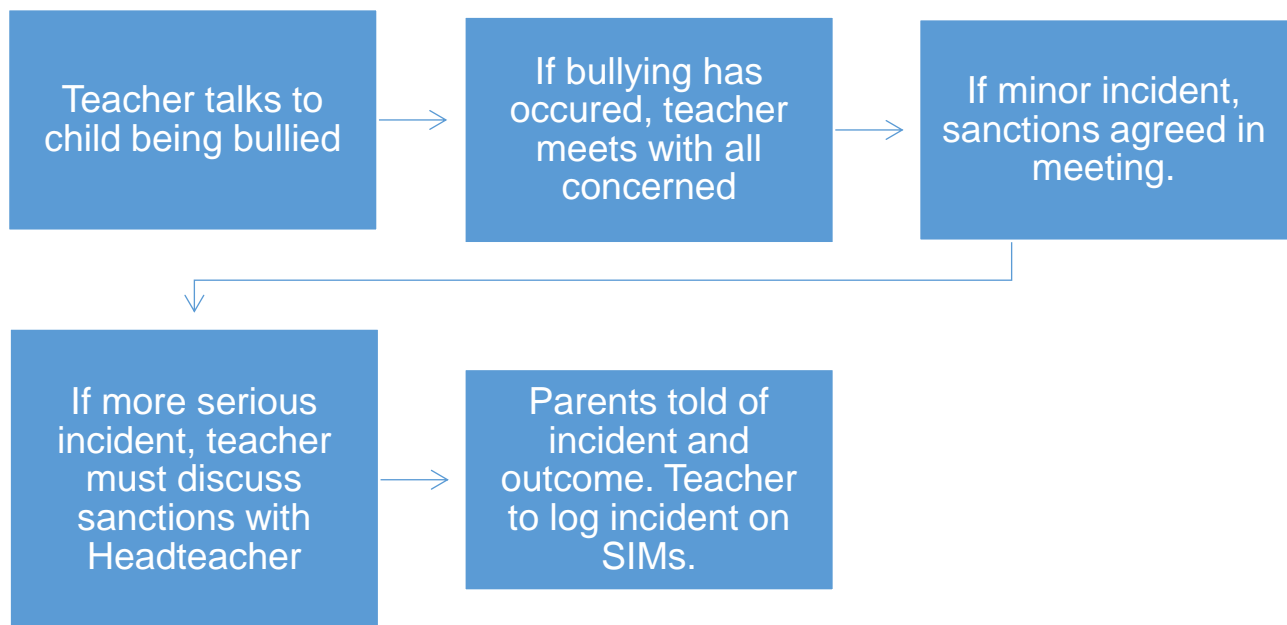 Teacher talks to
child being bullied
If bullying has
occured, teacher
meets with all
concerned
If minor incident,
sanctions agreed in
meeting.
If more serious
incident, teacher
must discuss
sanctions with
Headteacher
Parents told of
incident and
outcome. Teacher
to log incident on
SIMs.